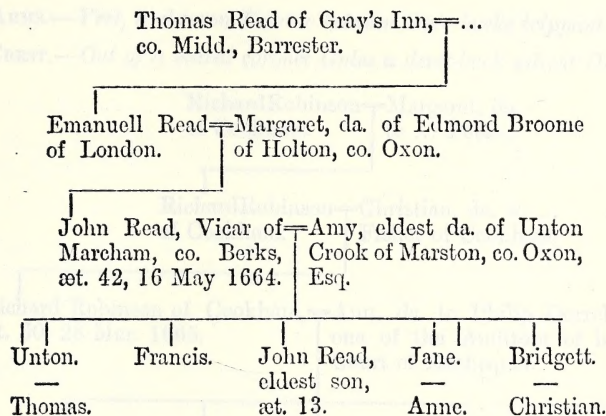 Thomas Read of Gray's Inn,=...
co. Midd., Barrester.
Emanuell Read=Margaret, da. of Edmond Broome
of London. of Holton, co. Oxon.
John Read, Vicar of=Amy, eldest da. of Unton
Marcham, co. Berks, Crook of Marston, co. Oxon,
æt. 42, 16 May 1664. Esq.
Unton. Francis. John Read, Jane. Bridgett.
— eldest son, — —
Thomas. æt. 13. Anne. Christian.